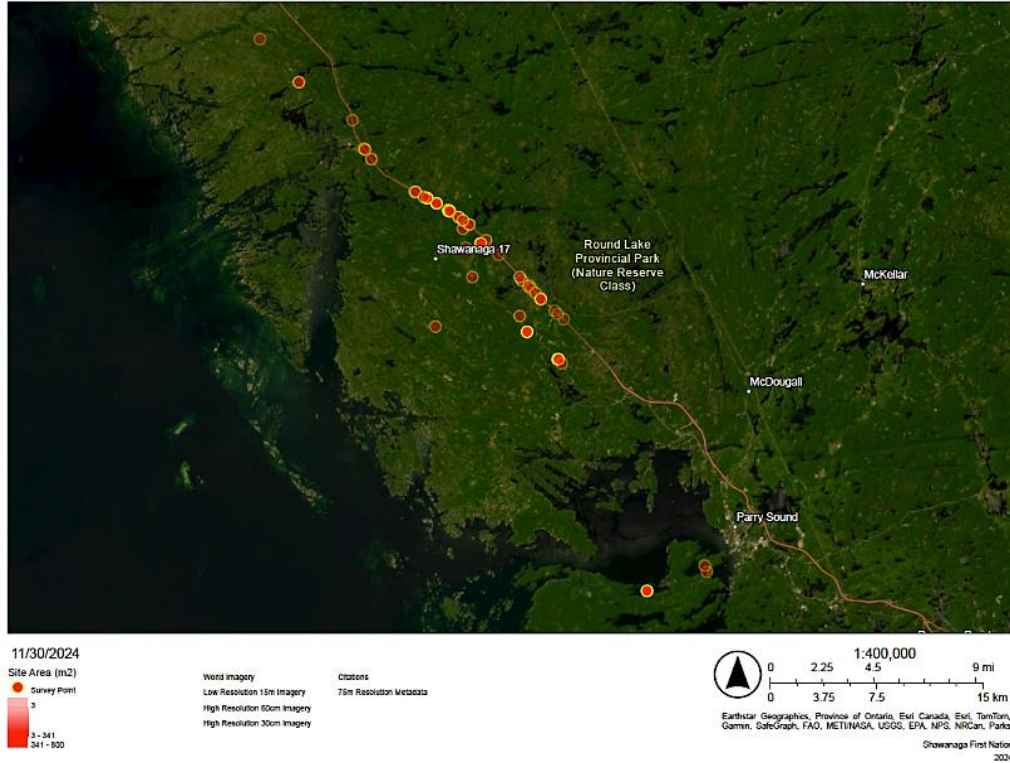 Shawanaga 17
Round Lake
Provincial Park
(Nature Reserve
Class)
McKellar
McDougall
Parry Sound
11/30/2024
Site Area (m2)
Survey Point
3
3 - 341
341 - 800
World Imagery
Low Resolution 15m Imagery
High Resolution 60cm Imagery
High Resolution 30cm Imagery
Citations
75m Resolution Metadata
1:400,000
0 2.25 4.5 9 mi
0 3.75 7.5 15 km
Earthstar Geographics, Province of Ontario, Esri Canada, Esri, TomTom,
Garmin, SafeGraph, FAO, METI/NASA, USGS, EPA, NPS, NRCan, Parks
Shawanaga First Nation